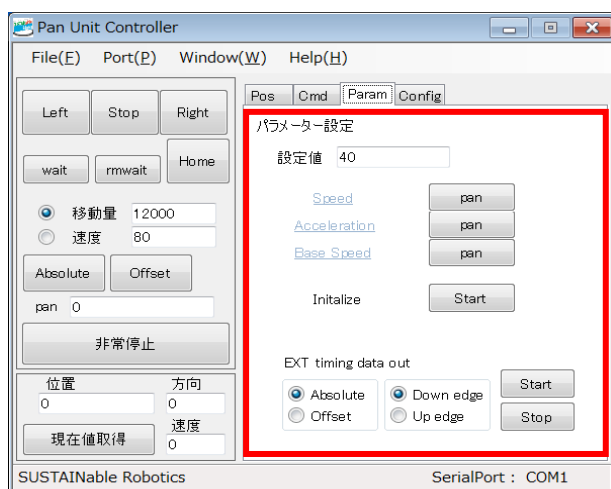 Pan Unit Controller
File(F) Port(P) Window(W) Help(H)
Left Stop Right
wait rmwait Home
移動量 12000
速度 80
Absolute Offset
pan 0
非常停止
位置 方向
0 0
速度
現在値取得 0
Pos Cmd Param Config
パラメーター設定
設定値 40
Speed pan
Acceleration pan
Base Speed pan
Initalize Start
EXT timing data out
Absolute Down edge Start
Offset Up edge Stop
SUSTAINable Robotics SerialPort : COM1